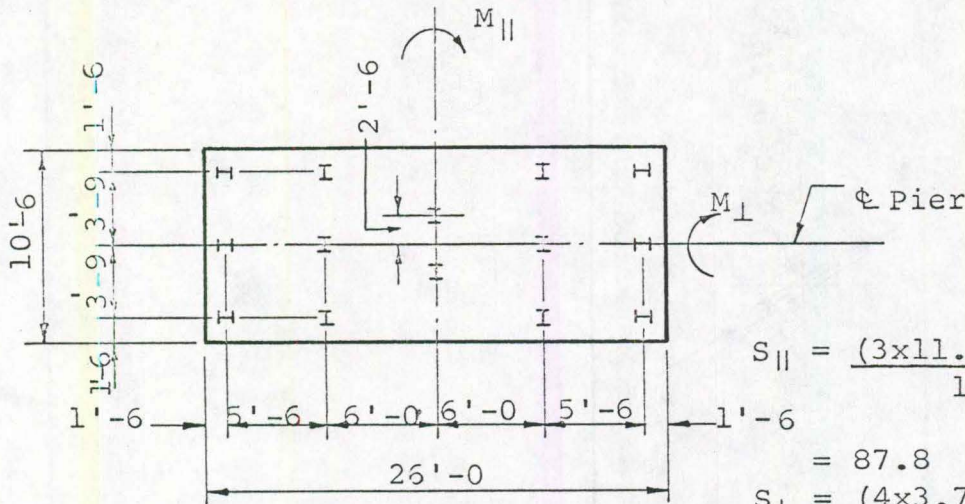 M||
1'-6
2'-6
3'-9
10'-6
3'-9
1'-6
M⊥
℄ Pier
S|| = (3x11.
1
1'-6 5'-6 6'-0 6'-0 5'-6 1'-6
= 87.8
26'-0
S⊥ = (4x3.7